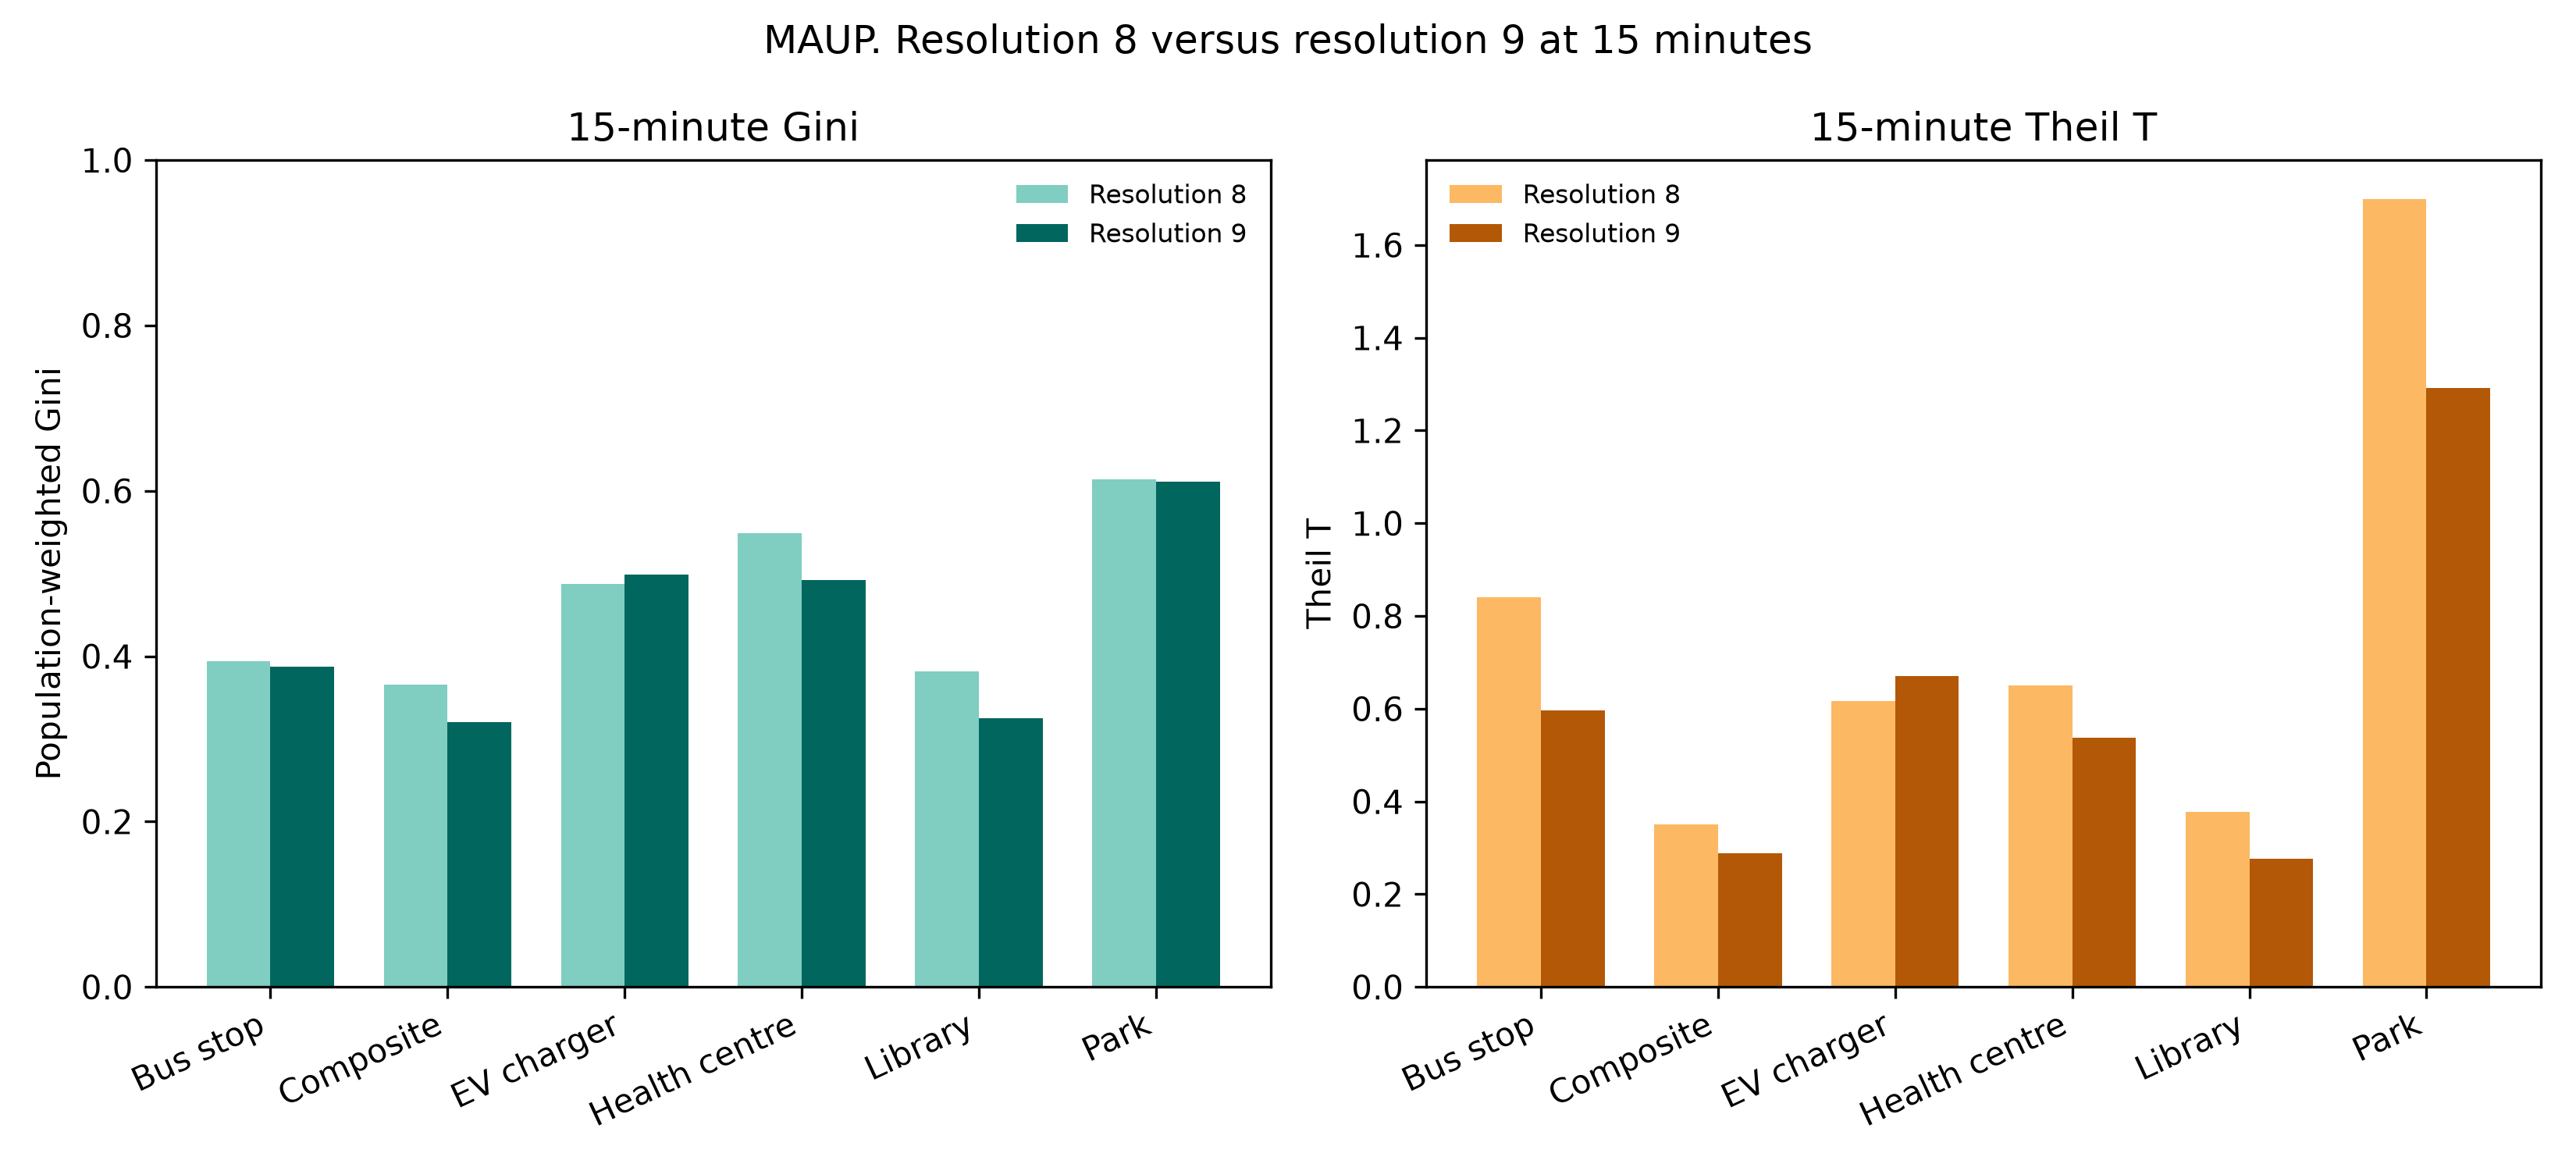 MAUP. Resolution 8 versus resolution 9 at 15 minutes
15-minute Gini
Population-weighted Gini
1.0
0.8
0.6
0.4
0.2
0.0
Resolution 8
Resolution 9
Bus stop
Composite
EV charger
Health centre
Library
Park
15-minute Theil T
Theil T
1.6
1.4
1.2
1.0
0.8
0.6
0.4
0.2
0.0
Resolution 8
Resolution 9
Bus stop
Composite
EV charger
Health centre
Library
Park